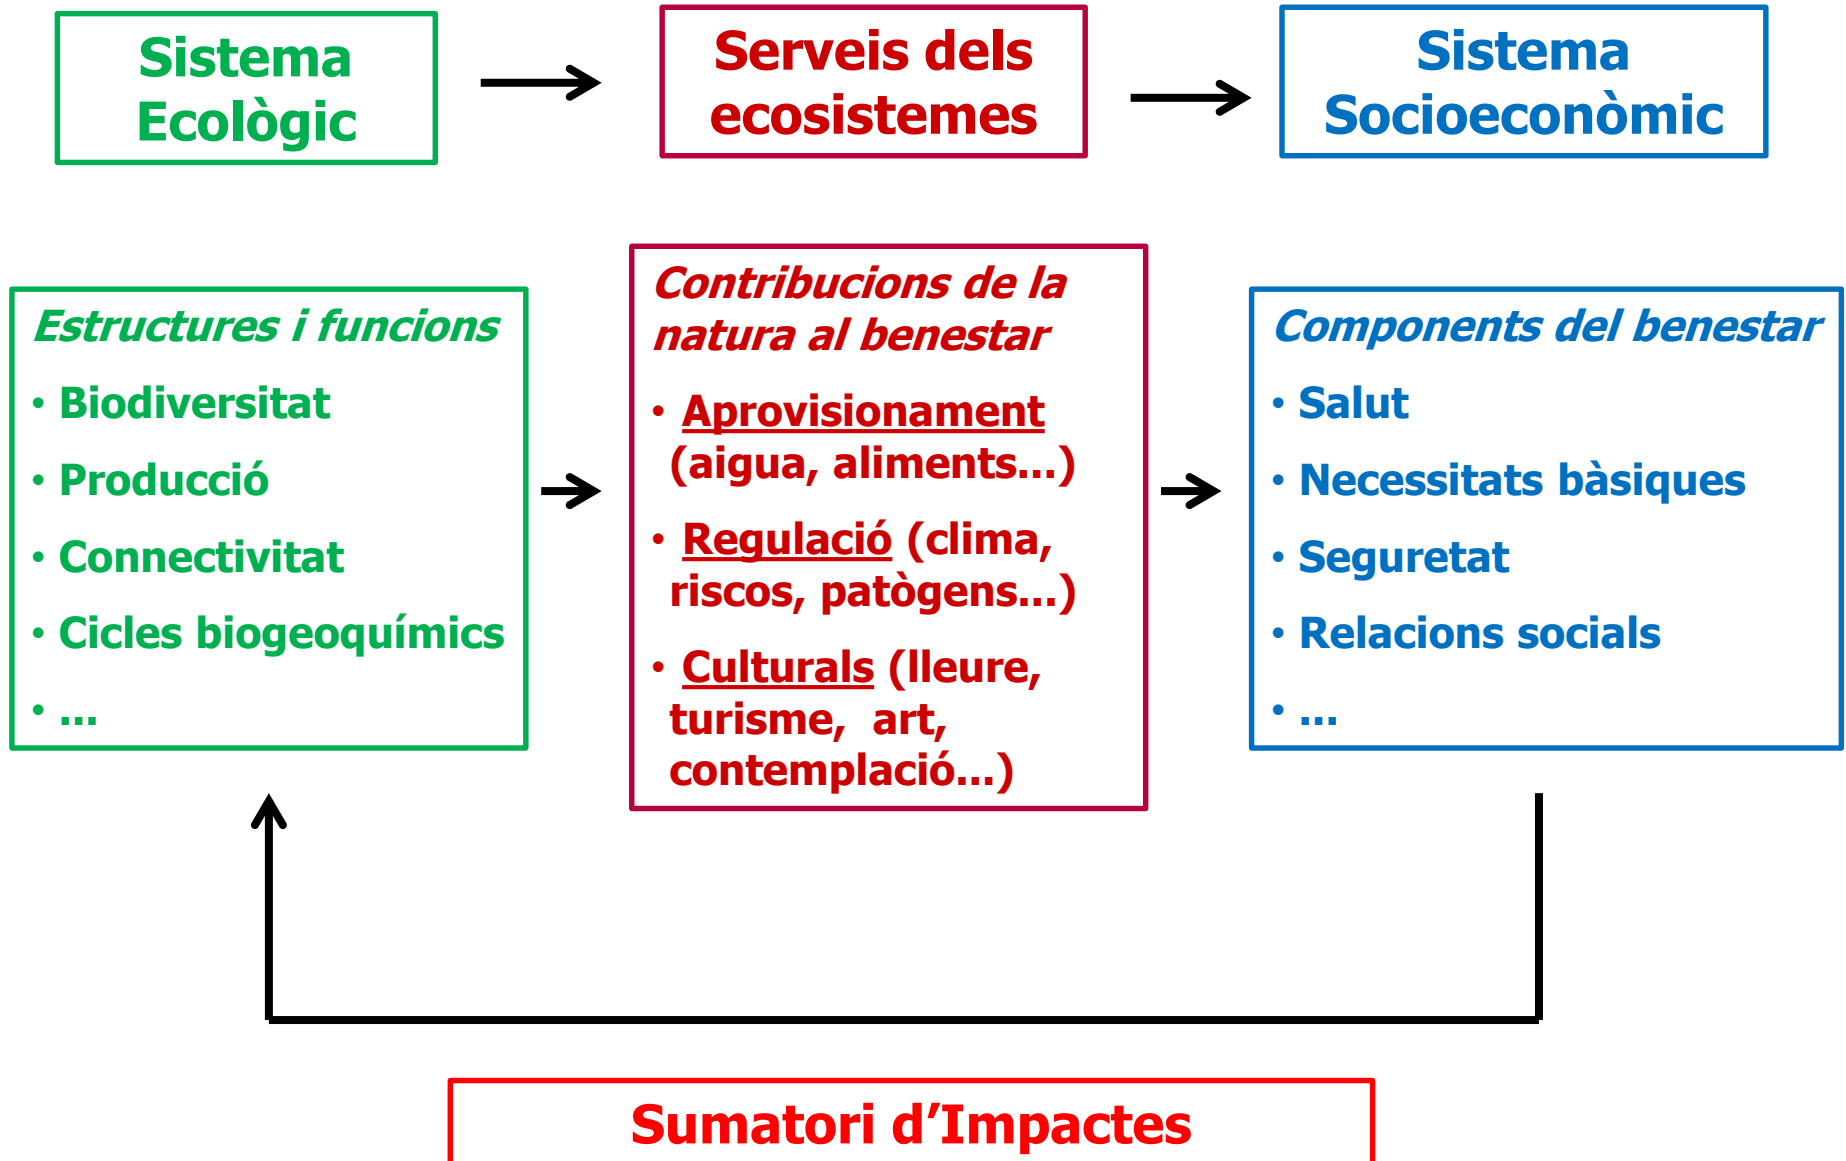 Sistema
Ecològic
Serveis dels
ecosistemes
Sistema
Socioeconòmic
Estructures i funcions
• Biodiversitat
• Producció
• Connectivitat
• Cicles biogeoquímics
• ...
Contribucions de la
natura al benestar
• Aprovisionament
(aigua, aliments...)
• Regulació (clima,
riscos, patògens...)
• Culturals (lleure,
turisme,  art,
contemplació...)
Components del benestar
• Salut
• Necessitats bàsiques
• Seguretat
• Relacions socials
• ...
Sumatori d’Impactes